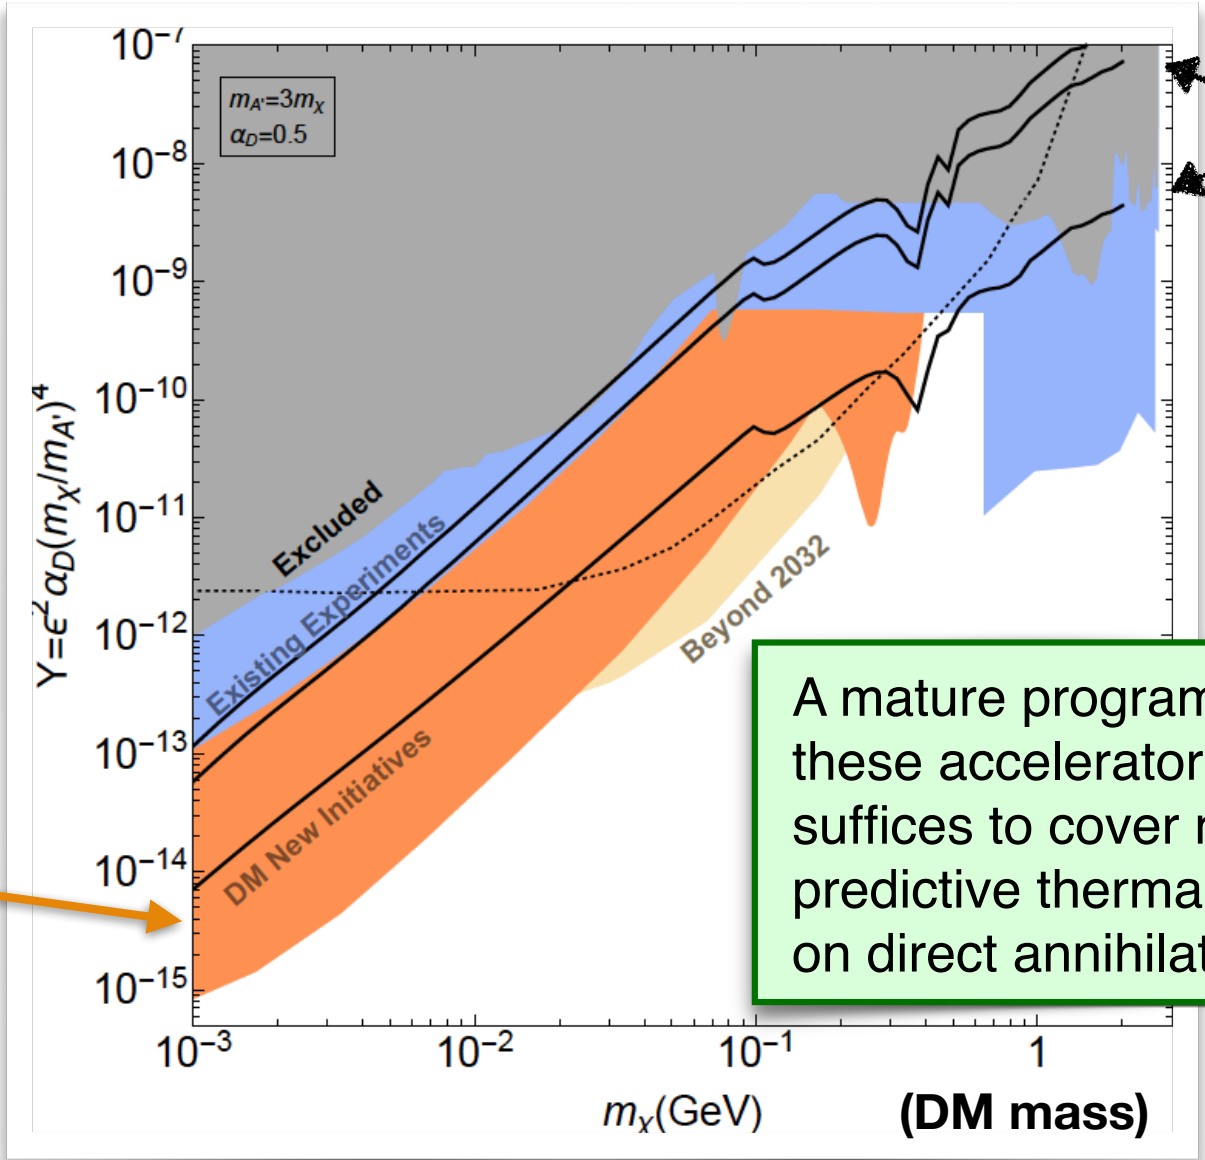 10⁻⁷
m_A'=3m_χ
α_D=0.5
10⁻⁸
10⁻⁹
10⁻¹⁰
10⁻¹¹
10⁻¹²
10⁻¹³
10⁻¹⁴
10⁻¹⁵
Y=ϵ²α_D(m_χ/m_A')⁴
Excluded
Existing Experiments
DM New Initiatives
Beyond 2032
A mature program
these accelerator
suffices to cover
predictive therma
on direct annihilat
10⁻³
10⁻²
10⁻¹
1
m_χ(GeV)
(DM mass)